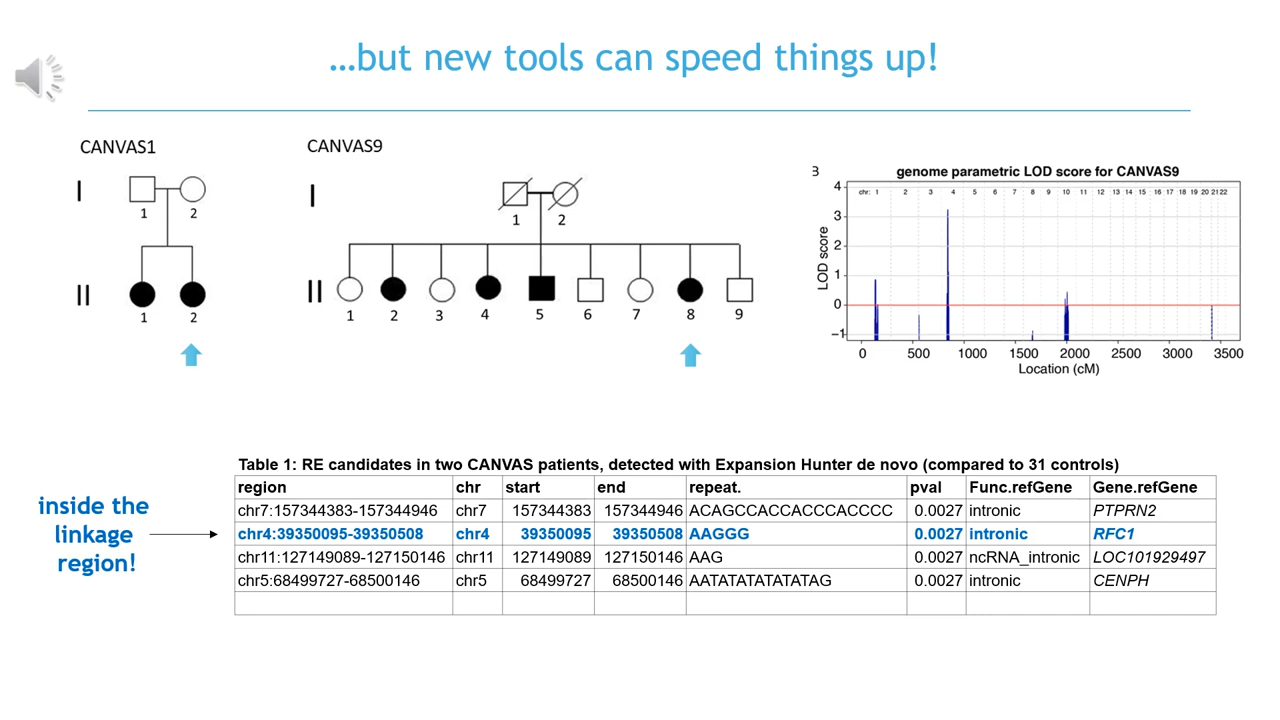 …but new tools can speed things up!
CANVAS1
I
1 2
II
1 2
CANVAS9
I
1 2
II
1 2 3 4 5 6 7 8 9
B
genome parametric LOD score for CANVAS9
chr: 1 2 3 4 5 6 7 8 9 10 11 12 13 14 15 16 17 18 19 20 21 22
4
3
2
1
0
−1
LOD score
0 500 1000 1500 2000 2500 3000 3500
Location (cM)
Table 1: RE candidates in two CANVAS patients, detected with Expansion Hunter de novo (compared to 31 controls)
region chr start end repeat. pval Func.refGene Gene.refGene
chr7:157344383-157344946 chr7 157344383 157344946 ACAGCCACCACCCACCCC 0.0027 intronic PTPRN2
chr4:39350095-39350508 chr4 39350095 39350508 AAGGG 0.0027 intronic RFC1
chr11:127149089-127150146 chr11 127149089 127150146 AAG 0.0027 ncRNA_intronic LOC101929497
chr5:68499727-68500146 chr5 68499727 68500146 AATATATATATATAG 0.0027 intronic CENPH
inside the
linkage
region!